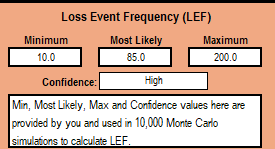 Loss Event Frequency (LEF)
Minimum Most Likely Maximum
10.0 85.0 200.0
Confidence: High
Min, Most Likely, Max and Confidence values here are
provided by you and used in 10,000 Monte Carlo
simulations to calculate LEF.